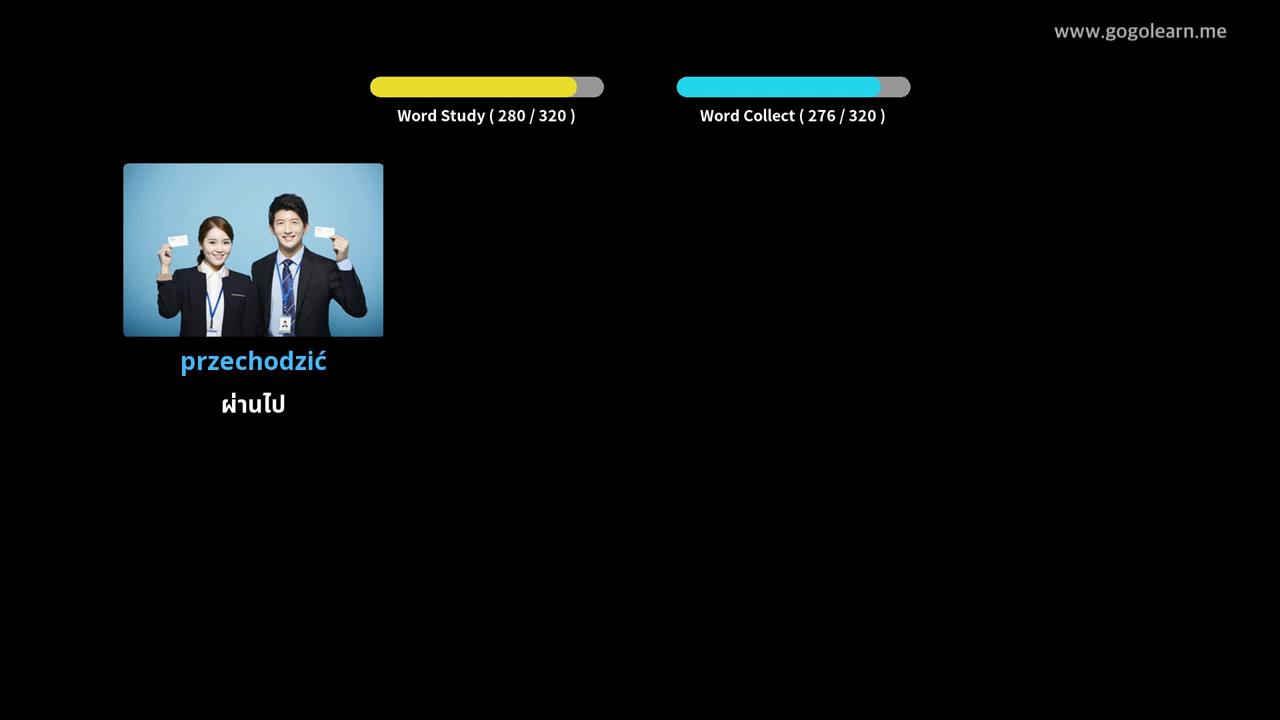 www.gogolearn.me
Word Study ( 280 / 320 )
Word Collect ( 276 / 320 )
przechodzić
ผ่านไป